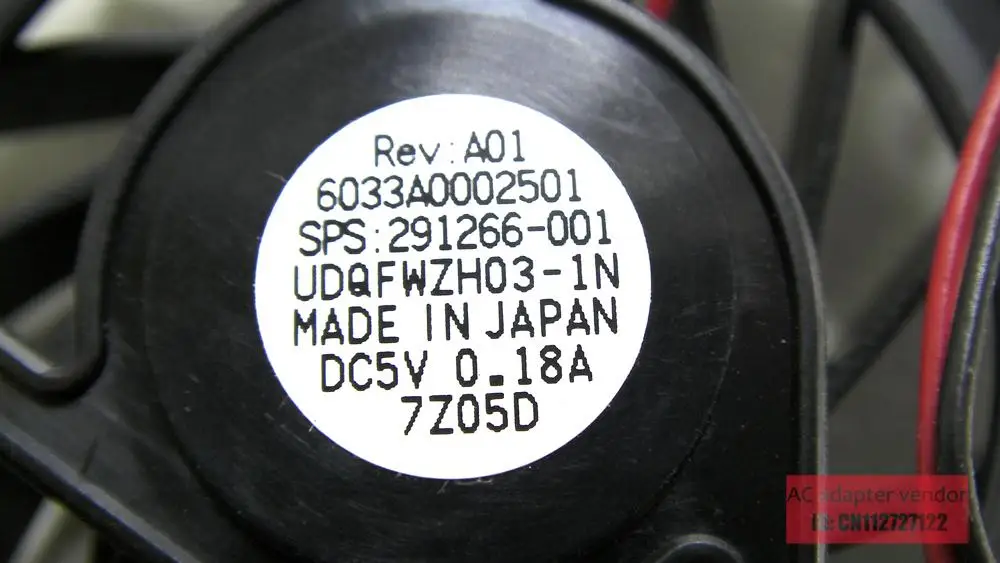 Rev:A01
6033A0002501
SPS:291266-001
UDQFWZH03-1N
MADE IN JAPAN
DC5V 0.18A
7Z05D
AC adapter vendor
ID: CN112727122